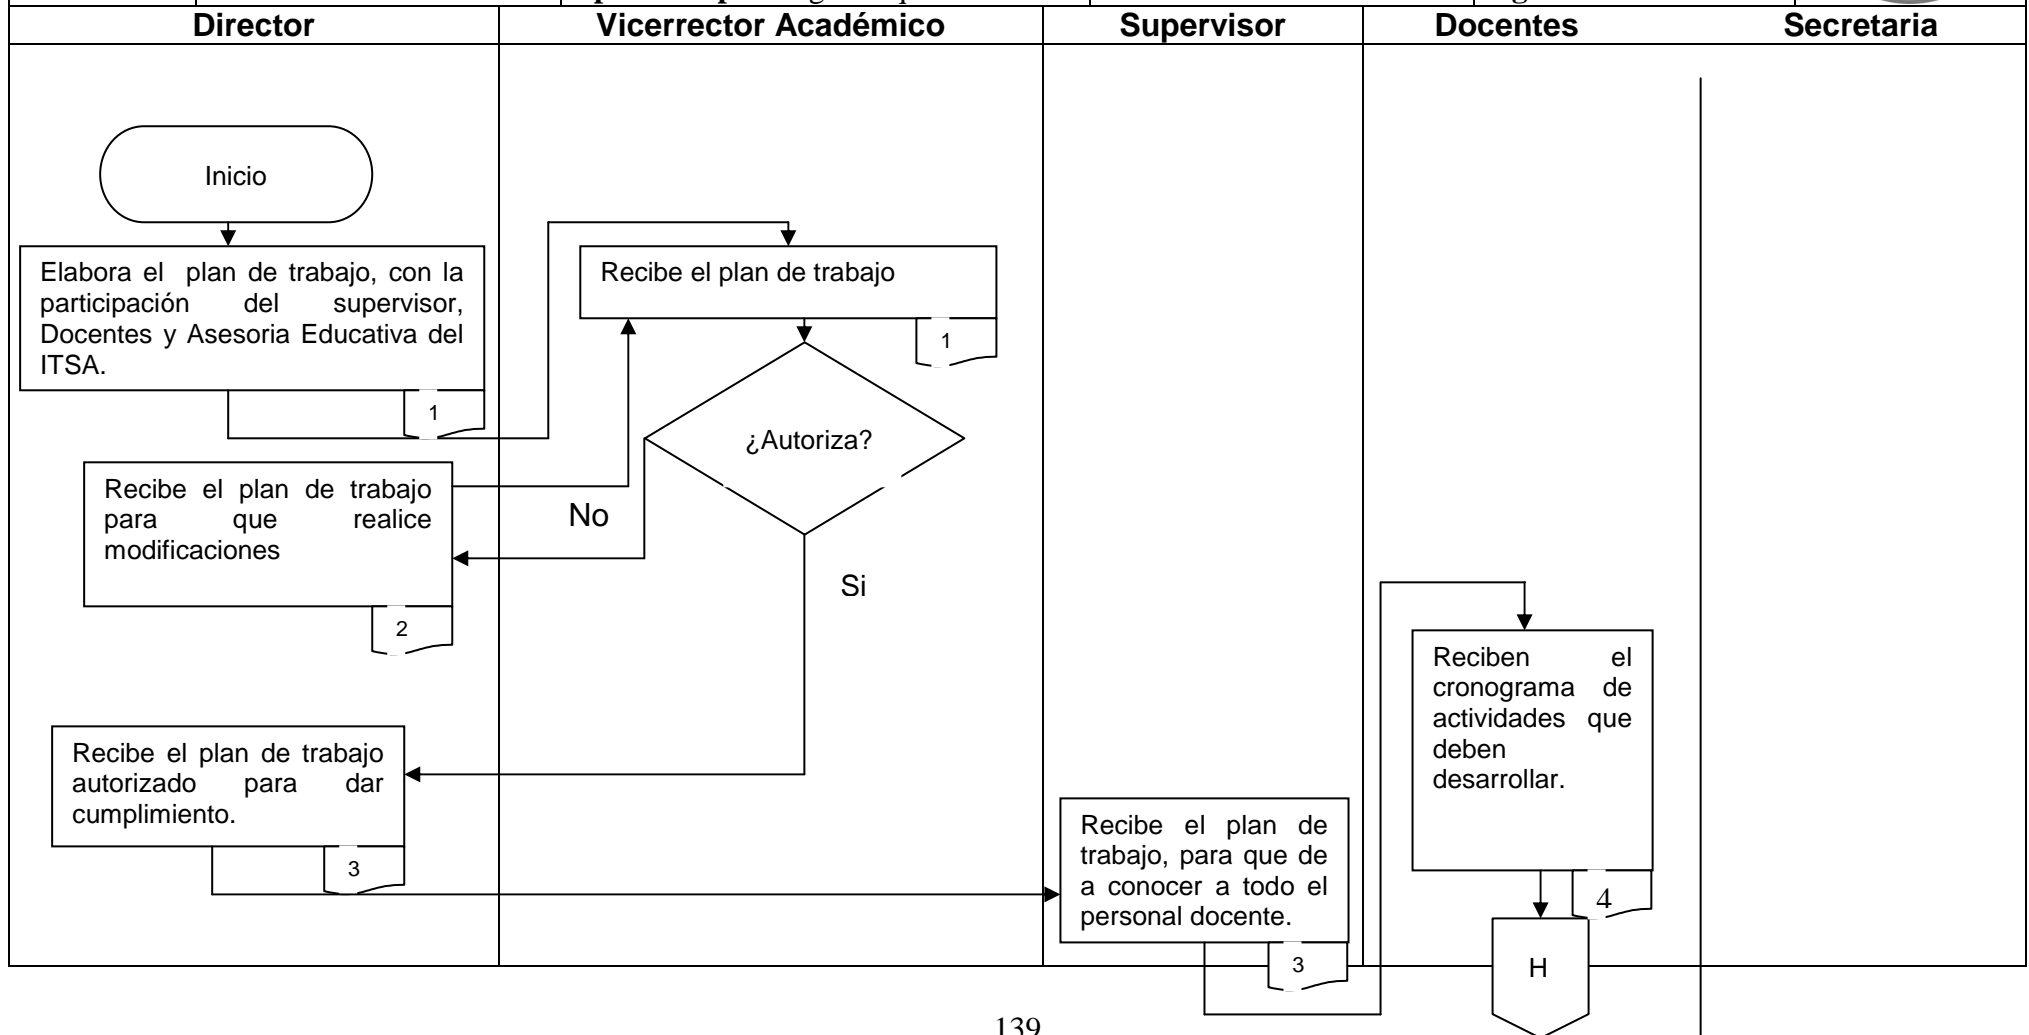 Director
Vicerrector Académico
Supervisor
Docentes
Secretaria
Inicio
Elabora el plan de trabajo, con la
participación del supervisor,
Docentes y Asesoria Educativa del
ITSA.
1
Recibe el plan de trabajo
1
¿Autoriza?
Recibe el plan de trabajo
para que realice
modificaciones
2
No
Si
Reciben el
cronograma de
actividades que
deben
desarrollar.
4
Recibe el plan de trabajo
autorizado para dar
cumplimiento.
3
Recibe el plan de
trabajo, para que de
a conocer a todo el
personal docente.
3
H
139